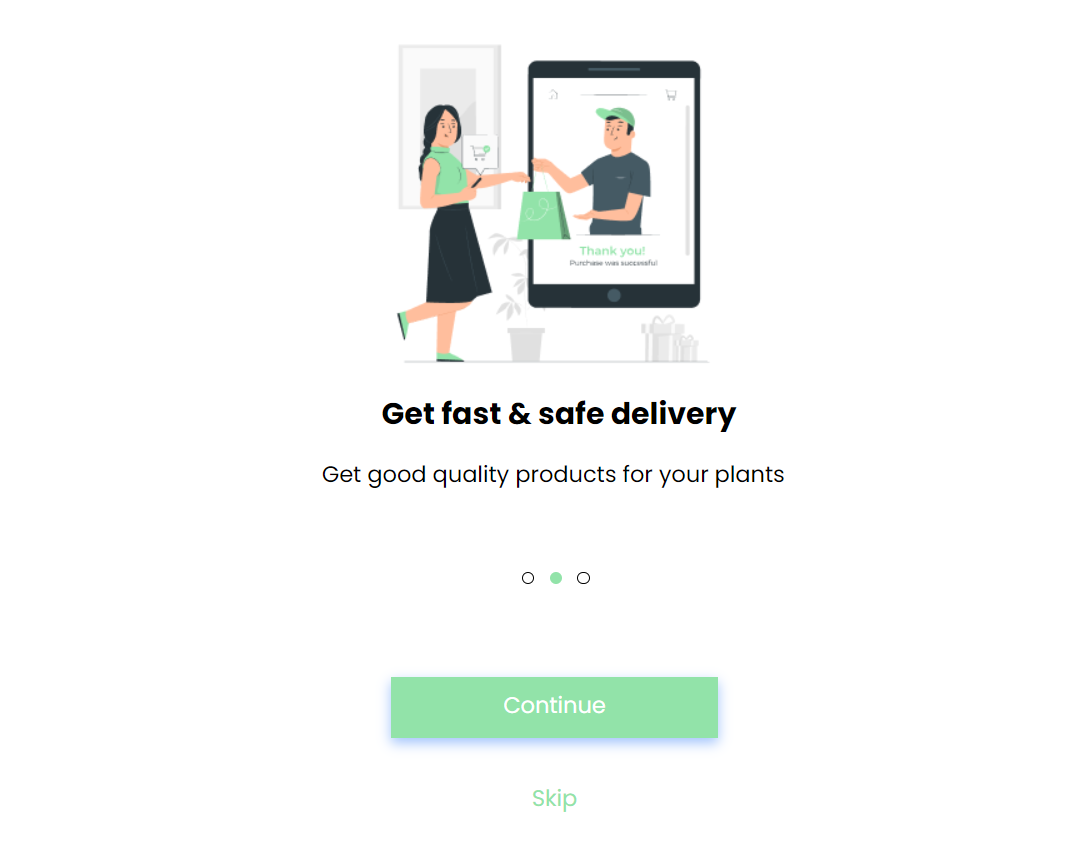 Thank you!
Purchase was successful
Get fast & safe delivery
Get good quality products for your plants
Continue
Skip